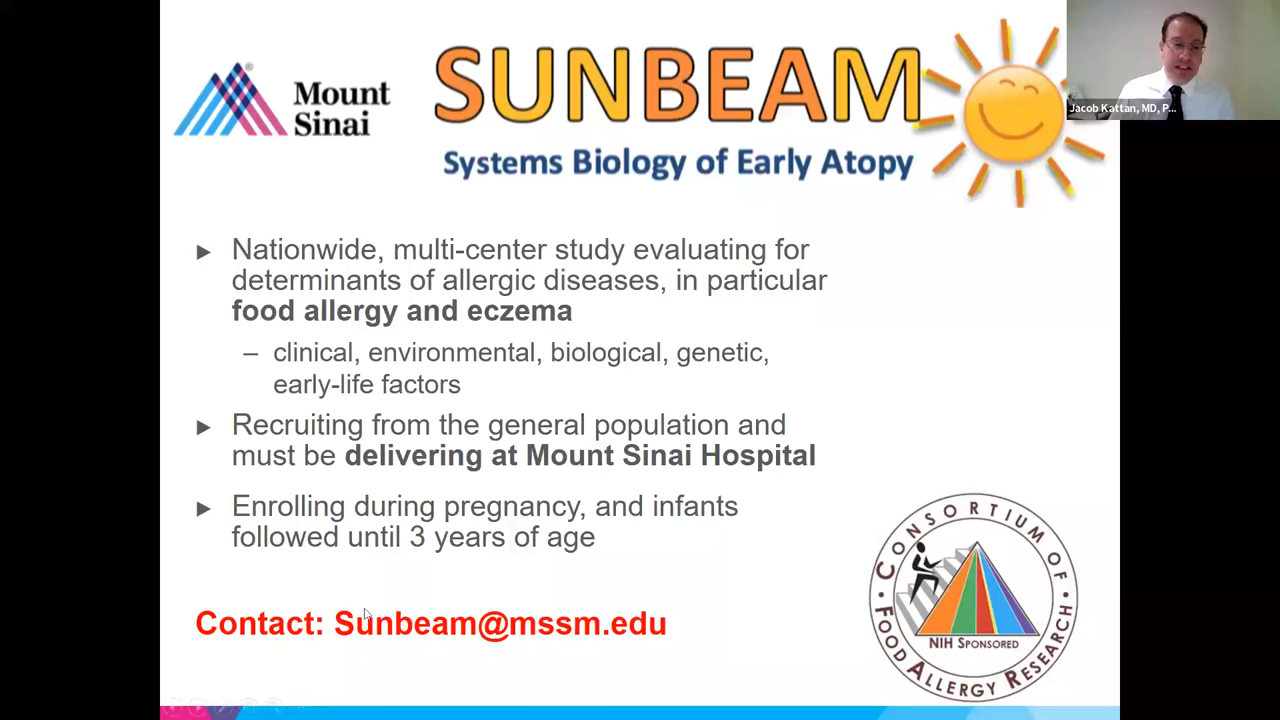 Mount
Sinai
®
SUNBEAM
Systems Biology of Early Atopy
Jacob Kattan, MD, P...
► Nationwide, multi-center study evaluating for
determinants of allergic diseases, in particular
food allergy and eczema
– clinical, environmental, biological, genetic,
early-life factors
► Recruiting from the general population and
must be delivering at Mount Sinai Hospital
► Enrolling during pregnancy, and infants
followed until 3 years of age
Contact: Sunbeam@mssm.edu
CONSORTIUM OF
FOOD ALLERGY RESEARCH
NIH SPONSORED